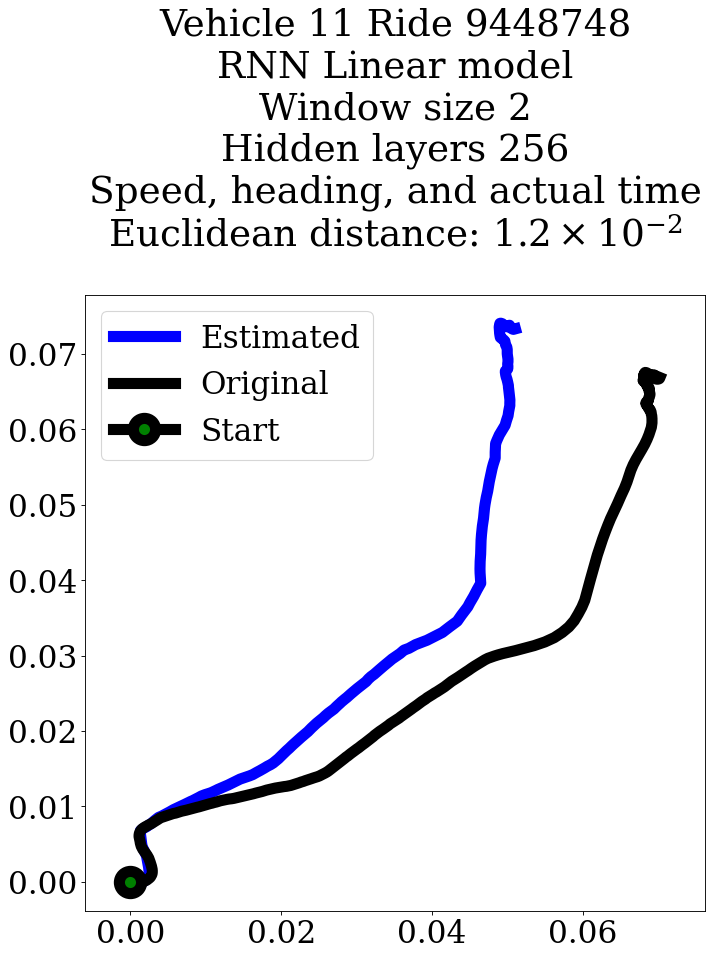 Vehicle 11 Ride 9448748
RNN Linear model
Window size 2
Hidden layers 256
Speed, heading, and actual time
Euclidean distance: 1.2 × 10⁻²
Estimated
Original
Start
0.07
0.06
0.05
0.04
0.03
0.02
0.01
0.00
0.00 0.02 0.04 0.06